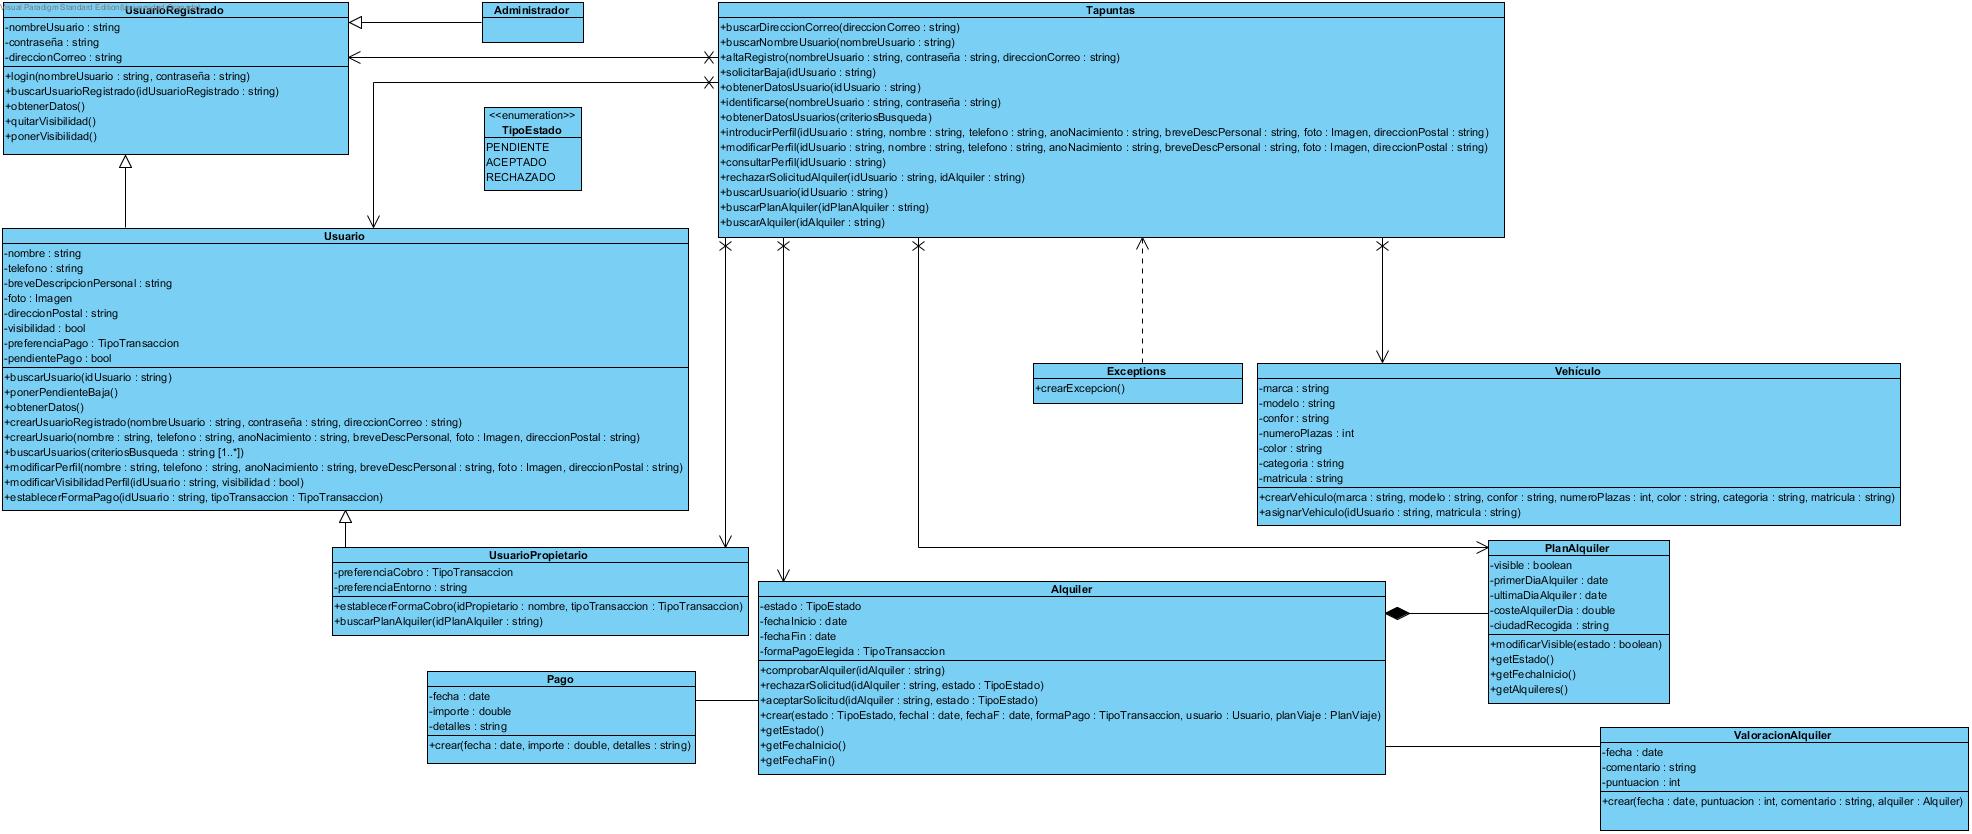 Visual Paradigm Standard Edition
UsuarioRegistrado
-nombreUsuario : string
-contraseña : string
-direccionCorreo : string
+login(nombreUsuario : string, contraseña : string)
+buscarUsuarioRegistrado(idUsuarioRegistrado : string)
+obtenerDatos()
+quitarVisibilidad()
+ponerVisibilidad()
Administrador
Tapuntas
+buscarDireccionCorreo(direccionCorreo : string)
+buscarNombreUsuario(nombreUsuario : string)
+altaRegistro(nombreUsuario : string, contraseña : string, direccionCorreo : string)
+solicitarBaja(idUsuario : string)
+obtenerDatosUsuario(idUsuario : string)
+identificarse(nombreUsuario : string, contraseña : string)
+obtenerDatosUsuarios(criteriosBusqueda)
+introducirPerfil(idUsuario : string, nombre : string, telefono : string, anoNacimiento : string, breveDescPersonal : string, foto : Imagen, direccionPostal : string)
+modificarPerfil(idUsuario : string, nombre : string, telefono : string, anoNacimiento : string, breveDescPersonal : string, foto : Imagen, direccionPostal : string)
+consultarPerfil(idUsuario : string)
+rechazarSolicitudAlquiler(idUsuario : string, idAlquiler : string)
+buscarUsuario(idUsuario : string)
+buscarPlanAlquiler(idPlanAlquiler : string)
+buscarAlquiler(idAlquiler : string)
<<enumeration>>
TipoEstado
PENDIENTE
ACEPTADO
RECHAZADO
Usuario
-nombre : string
-telefono : string
-breveDescripcionPersonal : string
-foto : Imagen
-direccionPostal : string
-visibilidad : bool
-preferenciaPago : TipoTransaccion
-pendientePago : bool
+buscarUsuario(idUsuario : string)
+ponerPendienteBaja()
+obtenerDatos()
+crearUsuarioRegistrado(nombreUsuario : string, contraseña : string, direccionCorreo : string)
+crearUsuario(nombre : string, telefono : string, anoNacimiento : string, breveDescPersonal, foto : Imagen, direccionPostal : string)
+buscarUsuarios(criteriosBusqueda : string [1..*])
+modificarPerfil(nombre : string, telefono : string, anoNacimiento : string, breveDescPersonal : string, foto : Imagen, direccionPostal : string)
+modificarVisibilidadPerfil(idUsuario : string, visibilidad : bool)
+establecerFormaPago(idUsuario : string, tipoTransaccion : TipoTransaccion)
Exceptions
+crearExcepcion()
Vehículo
-marca : string
-modelo : string
-confor : string
-numeroPlazas : int
-color : string
-categoria : string
-matricula : string
+crearVehiculo(marca : string, modelo : string, confor : string, numeroPlazas : int, color : string, categoria : string, matricula : string)
+asignarVehiculo(idUsuario : string, matricula : string)
UsuarioPropietario
-preferenciaCobro : TipoTransaccion
-preferenciaEntorno : string
+establecerFormaCobro(idPropietario : nombre, tipoTransaccion : TipoTransaccion)
+buscarPlanAlquiler(idPlanAlquiler : string)
PlanAlquiler
-visible : boolean
-primerDiaAlquiler : date
-ultimaDiaAlquiler : date
-costeAlquilerDia : double
-ciudadRecogida : string
+modificarVisible(estado : boolean)
+getEstado()
+getFechaInicio()
+getAlquileres()
Alquiler
-estado : TipoEstado
-fechaInicio : date
-fechaFin : date
-formaPagoElegida : TipoTransaccion
+comprobarAlquiler(idAlquiler : string)
+rechazarSolicitud(idAlquiler : string, estado : TipoEstado)
+aceptarSolicitud(idAlquiler : string, estado : TipoEstado)
+crear(estado : TipoEstado, fechaI : date, fechaF : date, formaPago : TipoTransaccion, usuario : Usuario, planViaje : PlanViaje)
+getEstado()
+getFechaInicio()
+getFechaFin()
Pago
-fecha : date
-importe : double
-detalles : string
+crear(fecha : date, importe : double, detalles : string)
ValoracionAlquiler
-fecha : date
-comentario : string
-puntuacion : int
+crear(fecha : date, puntuacion : int, comentario : string, alquiler : Alquiler)